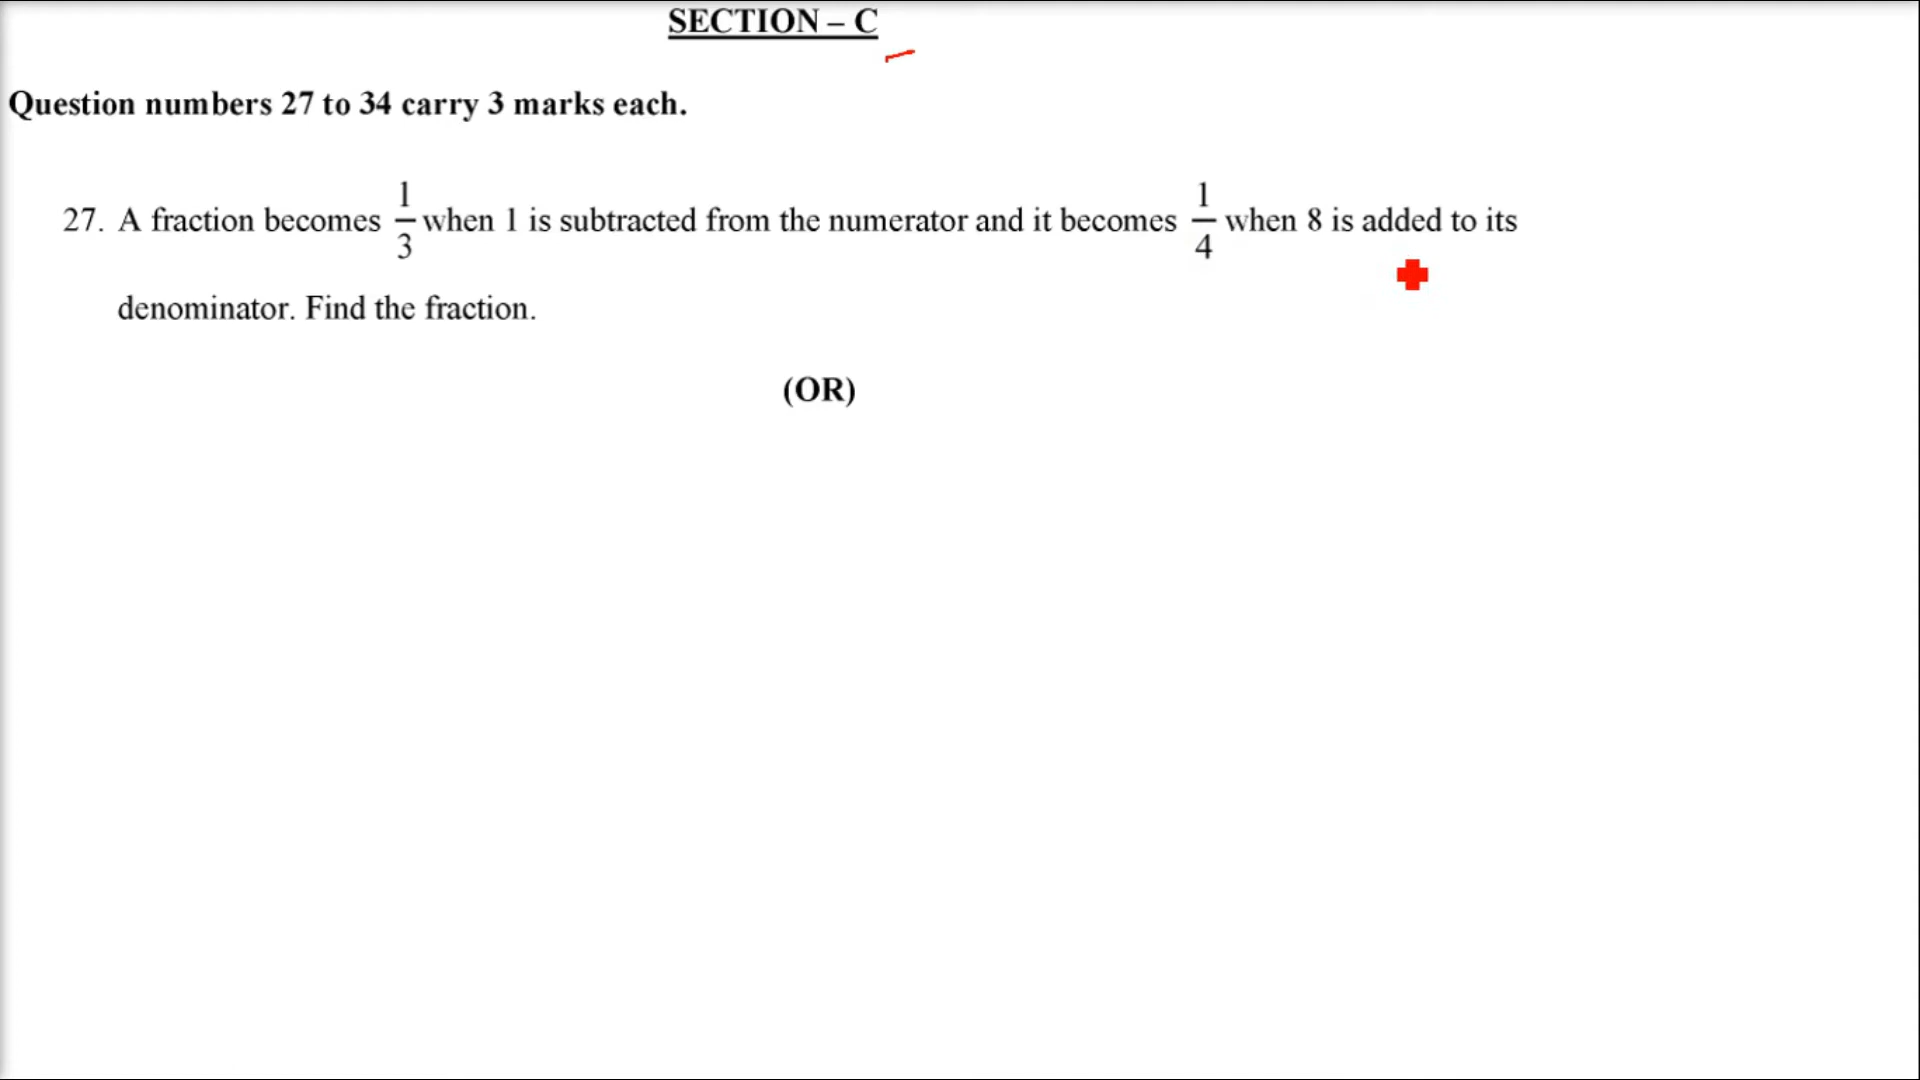 SECTION – C
Question numbers 27 to 34 carry 3 marks each.
27. A fraction becomes 1/3 when 1 is subtracted from the numerator and it becomes 1/4 when 8 is added to its
denominator. Find the fraction.
(OR)